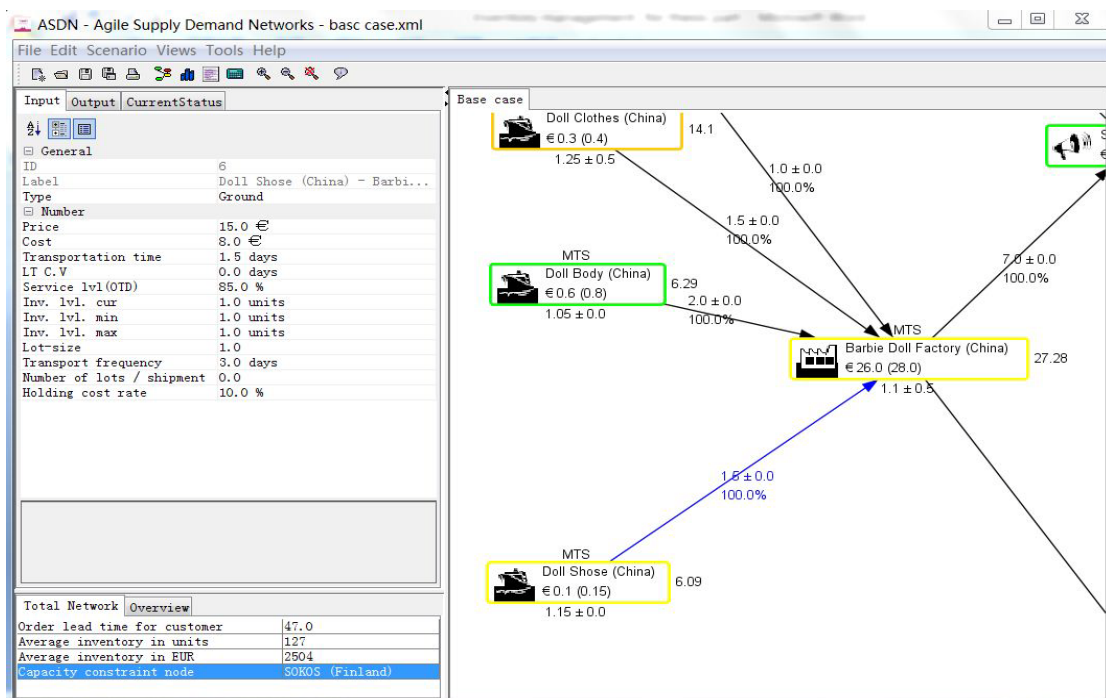 ASDN - Agile Supply Demand Networks - basc case.xml
File Edit Scenario Views Tools Help
Input Output CurrentStatus
General
ID 6
Label Doll Shose (China) - Barbi...
Type Ground
Number
Price 15.0 €
Cost 8.0 €
Transportation time 1.5 days
LT C.V 0.0 days
Service lvl(OTD) 85.0 %
Inv. lvl. cur 1.0 units
Inv. lvl. min 1.0 units
Inv. lvl. max 1.0 units
Lot-size 1.0
Transport frequency 3.0 days
Number of lots / shipment 0.0
Holding cost rate 10.0 %
Total Network Overview
Order lead time for customer 47.0
Average inventory in units 127
Average inventory in EUR 2504
Capacity constraint node SOKOS (Finland)
Base case
Doll Clothes (China)
€ 0.3 (0.4)
14.1
1.25 ± 0.5
1.0 ± 0.0
100.0%
1.5 ± 0.0
100.0%
S
€
7.0 ± 0.0
100.0%
MTS
Doll Body (China)
€ 0.6 (0.8)
6.29
1.05 ± 0.0
2.0 ± 0.0
100.0%
MTS
Barbie Doll Factory (China)
€ 26.0 (28.0)
27.28
1.1 ± 0.5
1.5 ± 0.0
100.0%
MTS
Doll Shose (China)
€ 0.1 (0.15)
6.09
1.15 ± 0.0